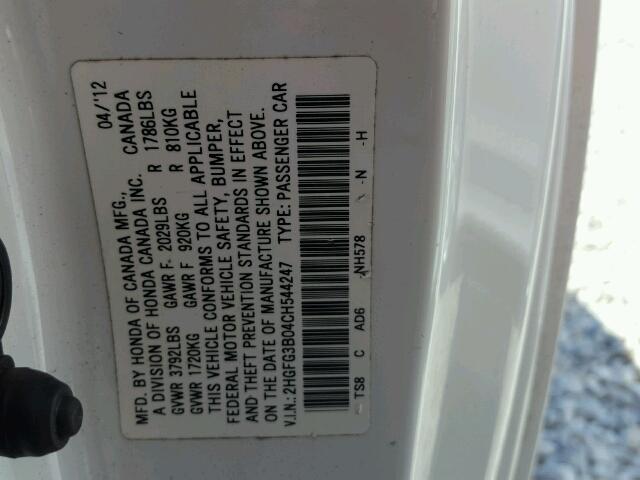 MFD. BY HONDA OF CANADA MFG., 04/'12
A DIVISION OF HONDA CANADA INC. CANADA
GVWR 3792LBS GAWR F 2029LBS R 1786LBS
GVWR 1720KG GAWR F 920KG R 810KG
THIS VEHICLE CONFORMS TO ALL APPLICABLE
FEDERAL MOTOR VEHICLE SAFETY, BUMPER,
AND THEFT PREVENTION STANDARDS IN EFFECT
ON THE DATE OF MANUFACTURE SHOWN ABOVE.
V.I.N.: 2HGFG3B04CH544247 TYPE: PASSENGER CAR
TS8 C AD6 -NH578 -N -H